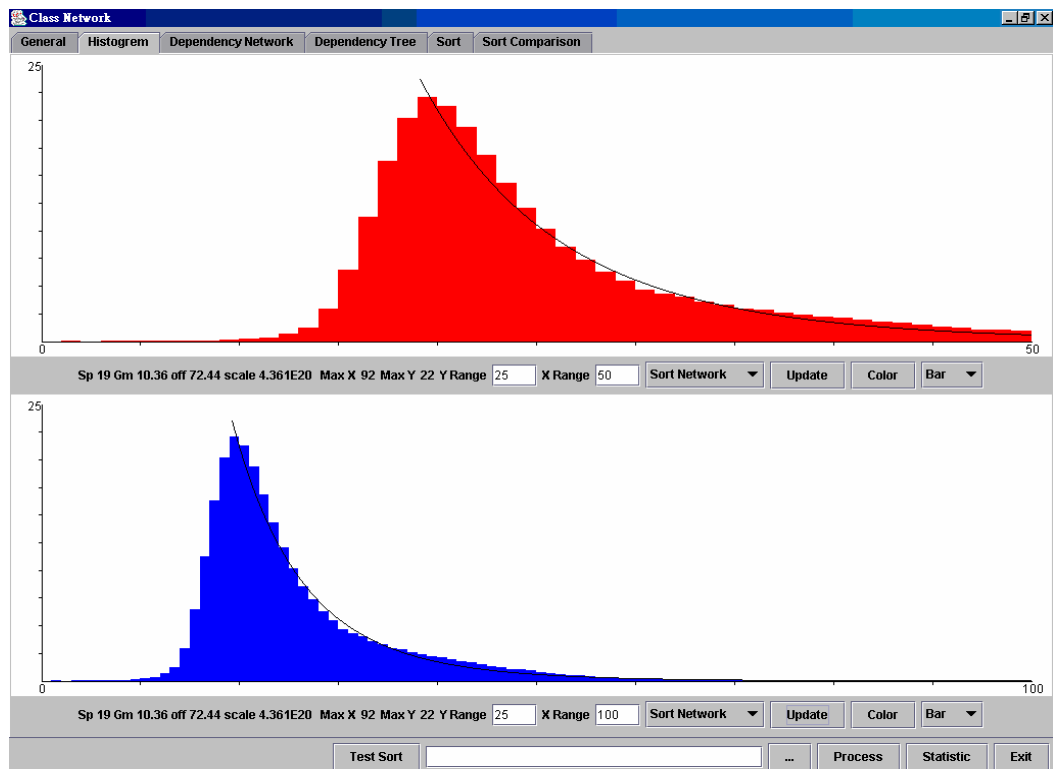 Class Network
General Histogrem Dependency Network Dependency Tree Sort Sort Comparison
25
0 50
Sp 19 Gm 10.36 off 72.44 scale 4.361E20 Max X 92 Max Y 22 Y Range 25 X Range 50 Sort Network Update Color Bar
25
0 100
Sp 19 Gm 10.36 off 72.44 scale 4.361E20 Max X 92 Max Y 22 Y Range 25 X Range 100 Sort Network Update Color Bar
Test Sort ... Process Statistic Exit